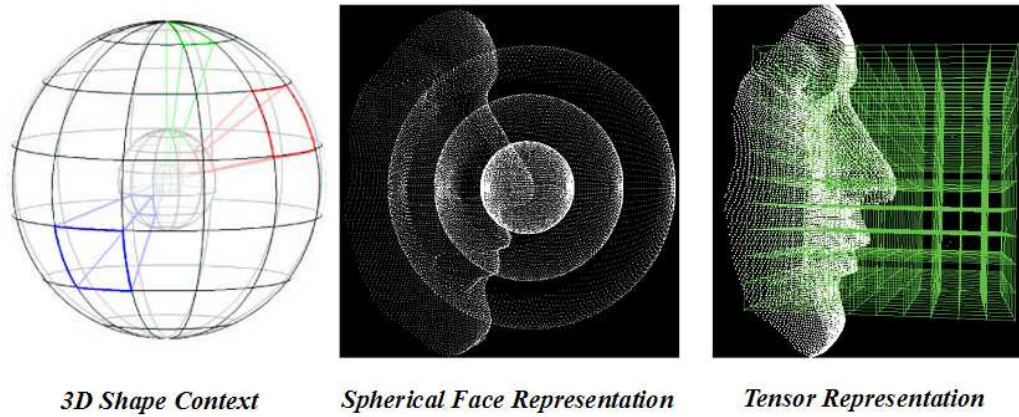 3D Shape Context
Spherical Face Representation
Tensor Representation